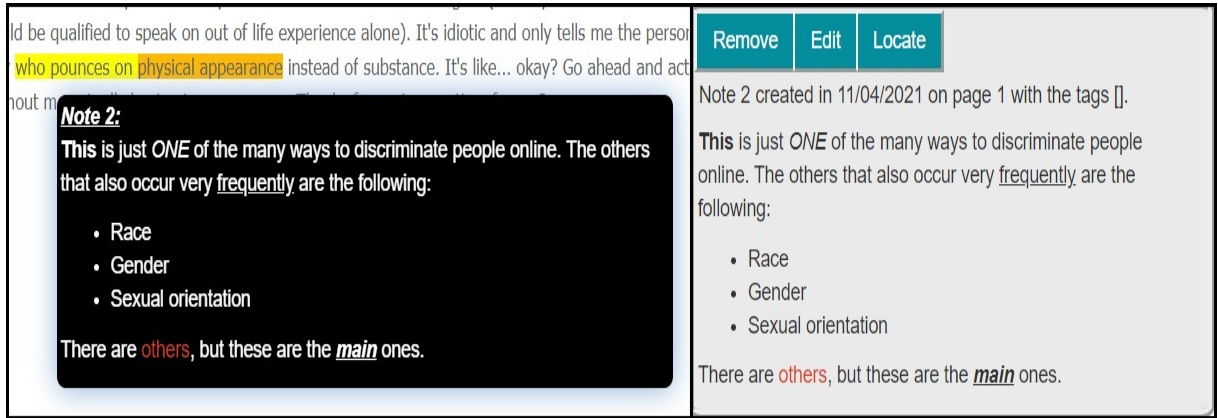 ld be qualified to speak on out of life experience alone). It's idiotic and only tells me the person
who pounces on physical appearance instead of substance. It's like... okay? Go ahead and act
hout m
Note 2:
This is just ONE of the many ways to discriminate people online. The others
that also occur very frequently are the following:
• Race
• Gender
• Sexual orientation
There are others, but these are the main ones.
Remove Edit Locate
Note 2 created in 11/04/2021 on page 1 with the tags [].
This is just ONE of the many ways to discriminate people
online. The others that also occur very frequently are the
following:
• Race
• Gender
• Sexual orientation
There are others, but these are the main ones.